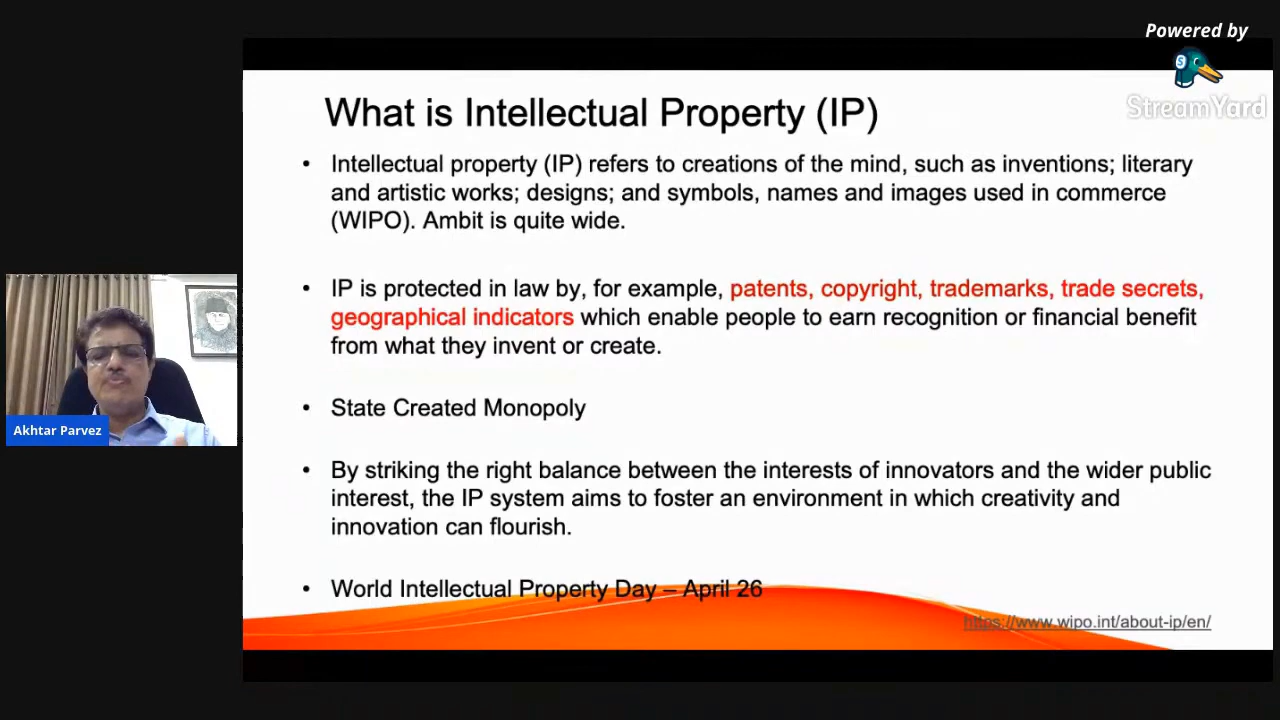 Powered by
StreamYard
What is Intellectual Property (IP)
• Intellectual property (IP) refers to creations of the mind, such as inventions; literary
and artistic works; designs; and symbols, names and images used in commerce
(WIPO). Ambit is quite wide.
• IP is protected in law by, for example, patents, copyright, trademarks, trade secrets,
geographical indicators which enable people to earn recognition or financial benefit
from what they invent or create.
• State Created Monopoly
• By striking the right balance between the interests of innovators and the wider public
interest, the IP system aims to foster an environment in which creativity and
innovation can flourish.
• World Intellectual Property Day – April 26
https://www.wipo.int/about-ip/en/
Akhtar Parvez